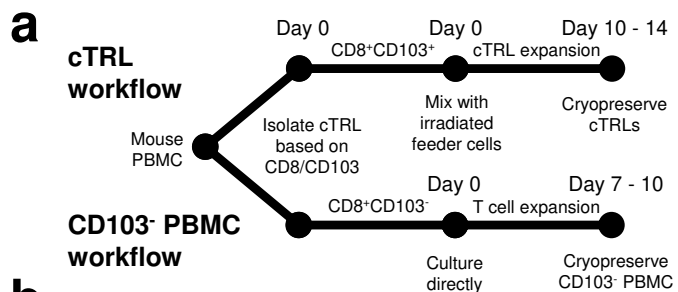 a
cTRL
workflow
Day 0
CD8⁺CD103⁺
Day 0
cTRL expansion
Day 10 - 14
Mouse
PBMC
Isolate cTRL
based on
CD8/CD103
Mix with
irradiated
feeder cells
Cryopreserve
cTRLs
CD103⁻ PBMC
workflow
CD8⁺CD103⁻
Day 0
T cell expansion
Day 7 - 10
Culture
directly
Cryopreserve
CD103⁻ PBMC
b